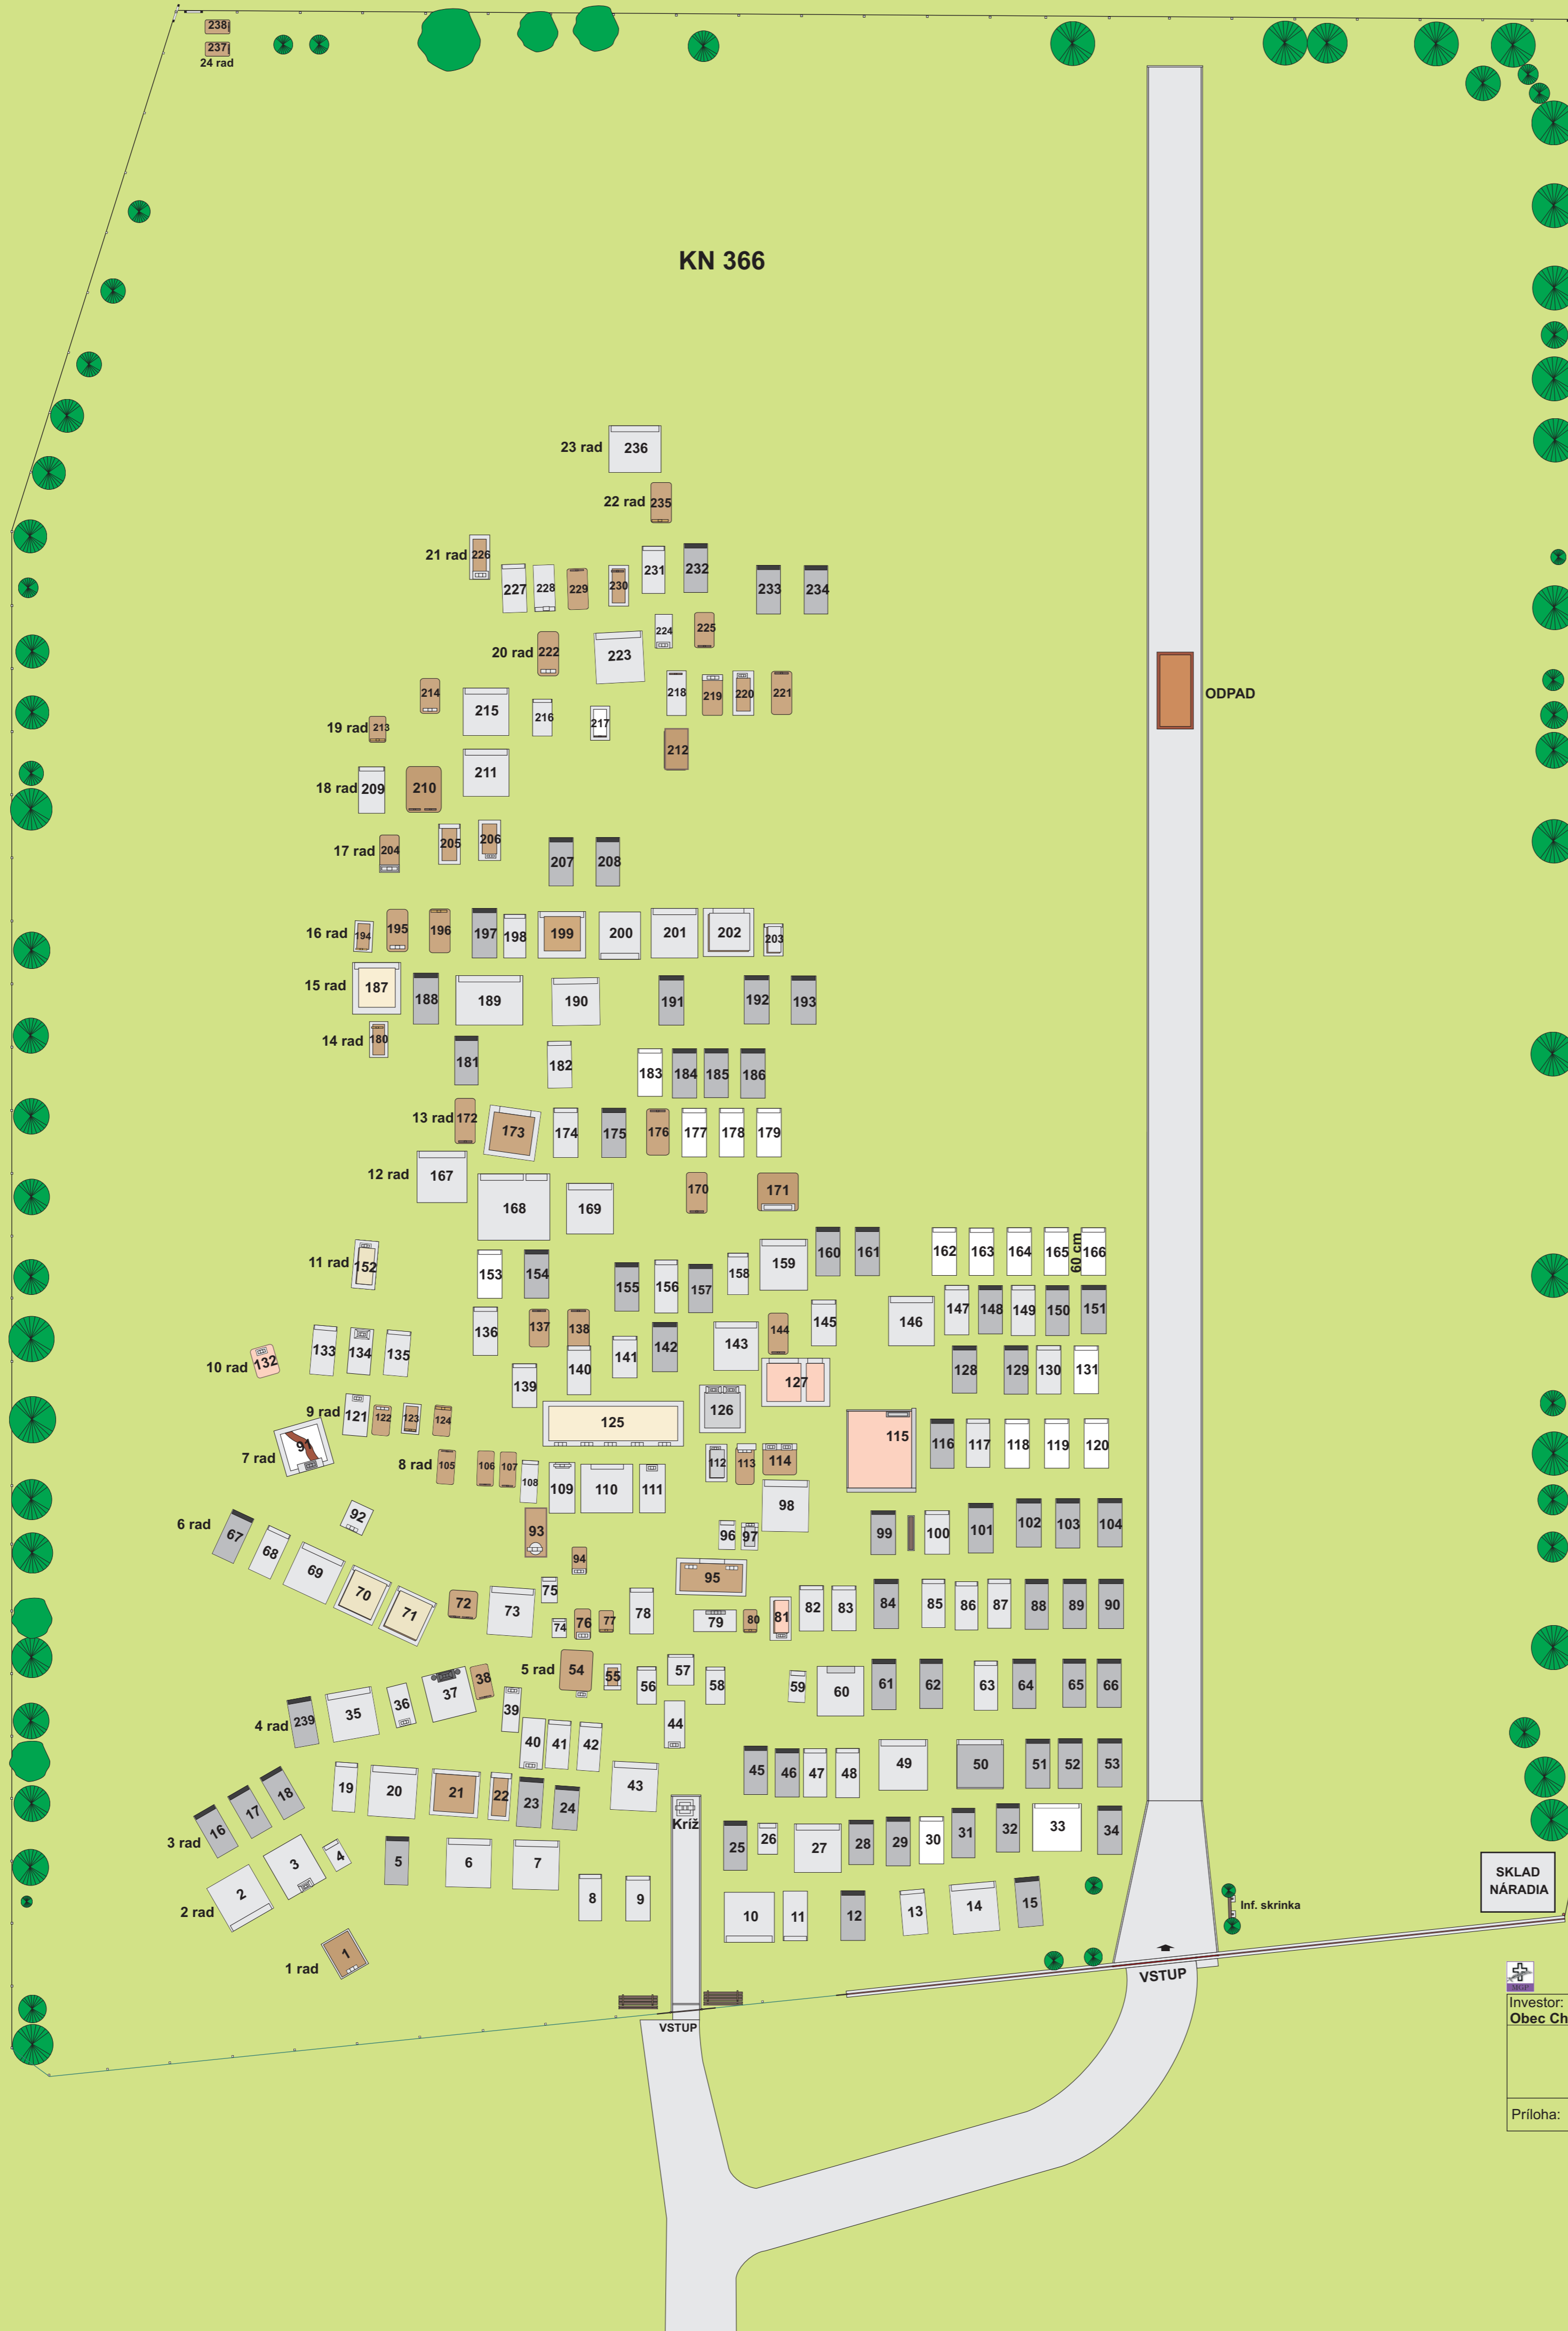 238
237
24 rad
KN 366
23 rad 236
22 rad 235
21 rad 226
227 228 229 230 231 232 233 234
224 225
20 rad 222 223
214 215 216 217 218 219 220 221
19 rad 213
ODPAD
212
18 rad 209 210 211
17 rad 204 205 206 207 208
16 rad 194 195 196 197 198 199 200 201 202 203
15 rad 187 188 189 190 191 192 193
14 rad 180 181 182 183 184 185 186
13 rad 172 173 174 175 176 177 178 179
12 rad 167 168 169 170 171
11 rad 152 153 154 155 156 157 158 159 160 161 162 163 164 165 60 cm 166
136 137 138 145 146 147 148 149 150 151
10 rad 132 133 134 135 139 140 141 142 143 144
127 128 129 130 131
9 rad 121 122 123 124 125 126
115 116 117 118 119 120
7 rad 91
8 rad 105 106 107 108 109 110 111 112 113 114
92 93 94 95 96 97 98 99 100 101 102 103 104
6 rad 67 68 69 70 71 72 73 74 75 76 77 78 79 80 81 82 83 84 85 86 87 88 89 90
5 rad 54 55 56 57 58 59 60 61 62 63 64 65 66
4 rad 239 35 36 37 38 39 40 41 42 43 44 45 46 47 48 49 50 51 52 53
3 rad 16 17 18 19 20 21 22 23 24
Kríž
25 26 27 28 29 30 31 32 33 34
2 rad 2 3 4 5 6 7 8 9 10 11 12 13 14 15
SKLAD
NÁRADIA
Inf. skrinka
1 rad 1
VSTUP
VSTUP
Investor:
Obec Ch
Príloha: